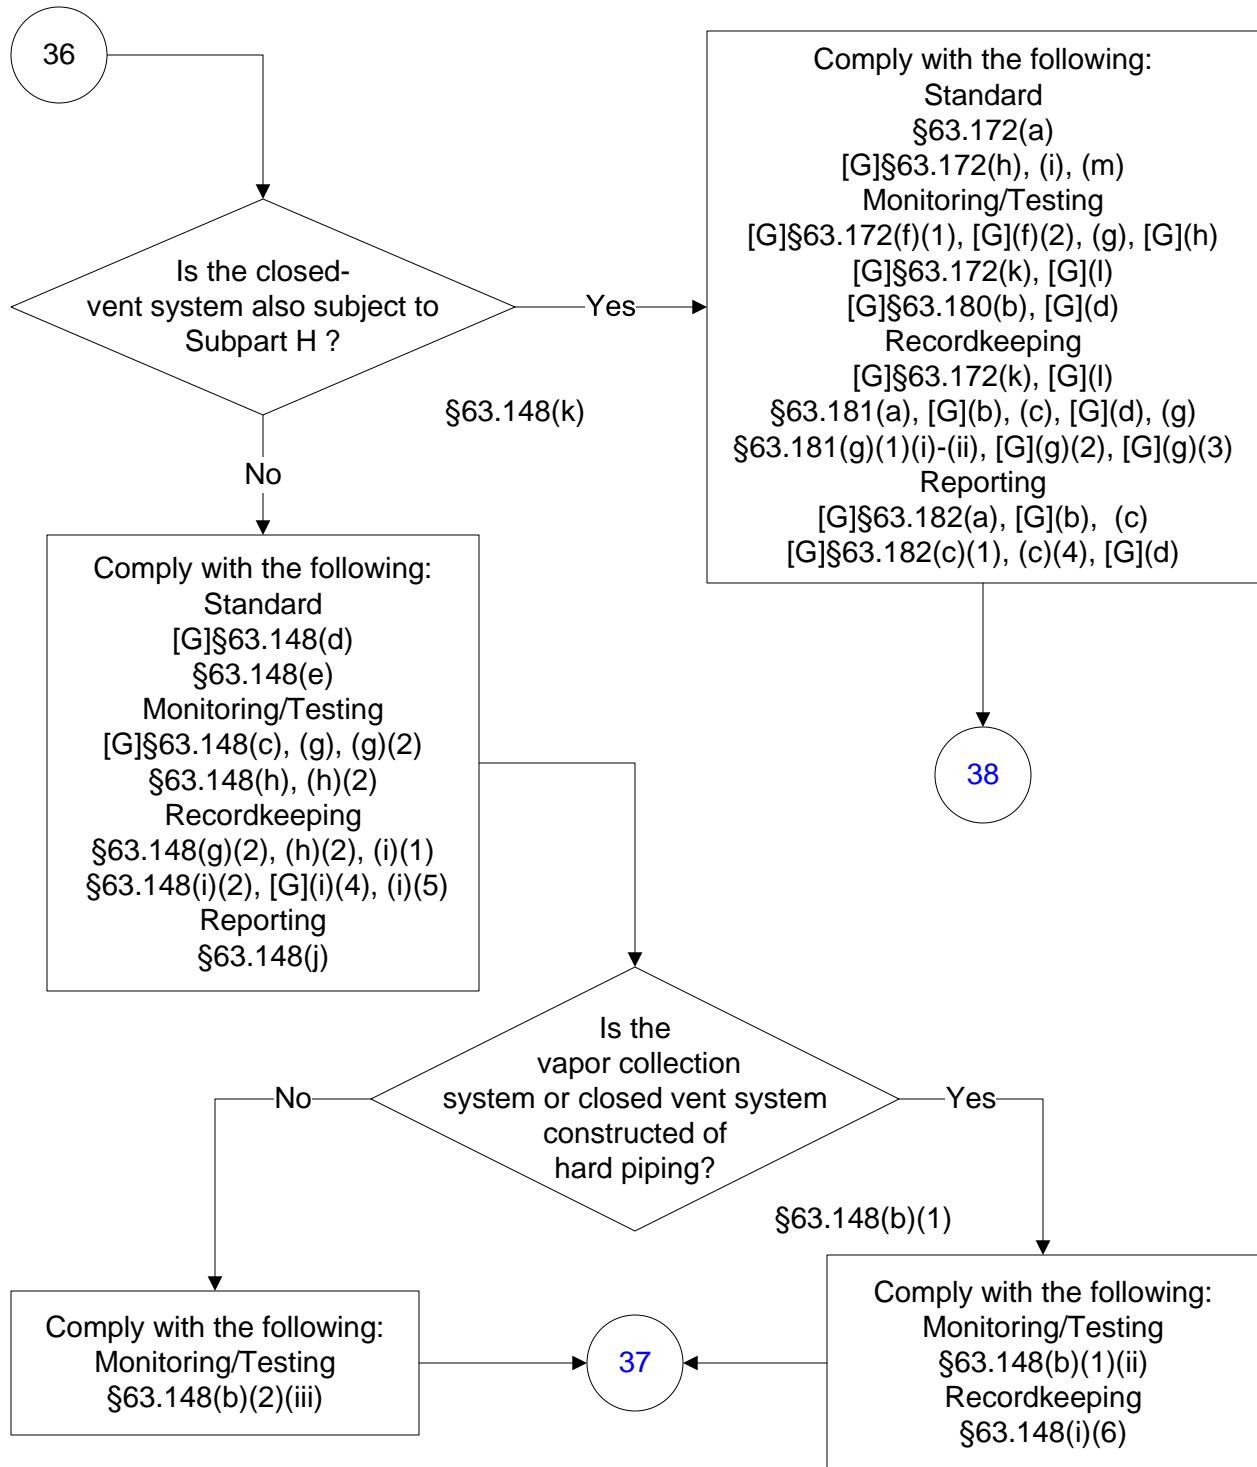 36
Is the closed-
vent system also subject to
Subpart H ?
Yes
§63.148(k)
No
Comply with the following:
Standard
§63.172(a)
[G]§63.172(h), (i), (m)
Monitoring/Testing
[G]§63.172(f)(1), [G](f)(2), (g), [G](h)
[G]§63.172(k), [G](l)
[G]§63.180(b), [G](d)
Recordkeeping
[G]§63.172(k), [G](l)
§63.181(a), [G](b), (c), [G](d), (g)
§63.181(g)(1)(i)-(ii), [G](g)(2), [G](g)(3)
Reporting
[G]§63.182(a), [G](b), (c)
[G]§63.182(c)(1), (c)(4), [G](d)
38
Comply with the following:
Standard
[G]§63.148(d)
§63.148(e)
Monitoring/Testing
[G]§63.148(c), (g), (g)(2)
§63.148(h), (h)(2)
Recordkeeping
§63.148(g)(2), (h)(2), (i)(1)
§63.148(i)(2), [G](i)(4), (i)(5)
Reporting
§63.148(j)
Is the
vapor collection
system or closed vent system
constructed of
hard piping?
No
Yes
§63.148(b)(1)
Comply with the following:
Monitoring/Testing
§63.148(b)(2)(iii)
37
Comply with the following:
Monitoring/Testing
§63.148(b)(1)(ii)
Recordkeeping
§63.148(i)(6)